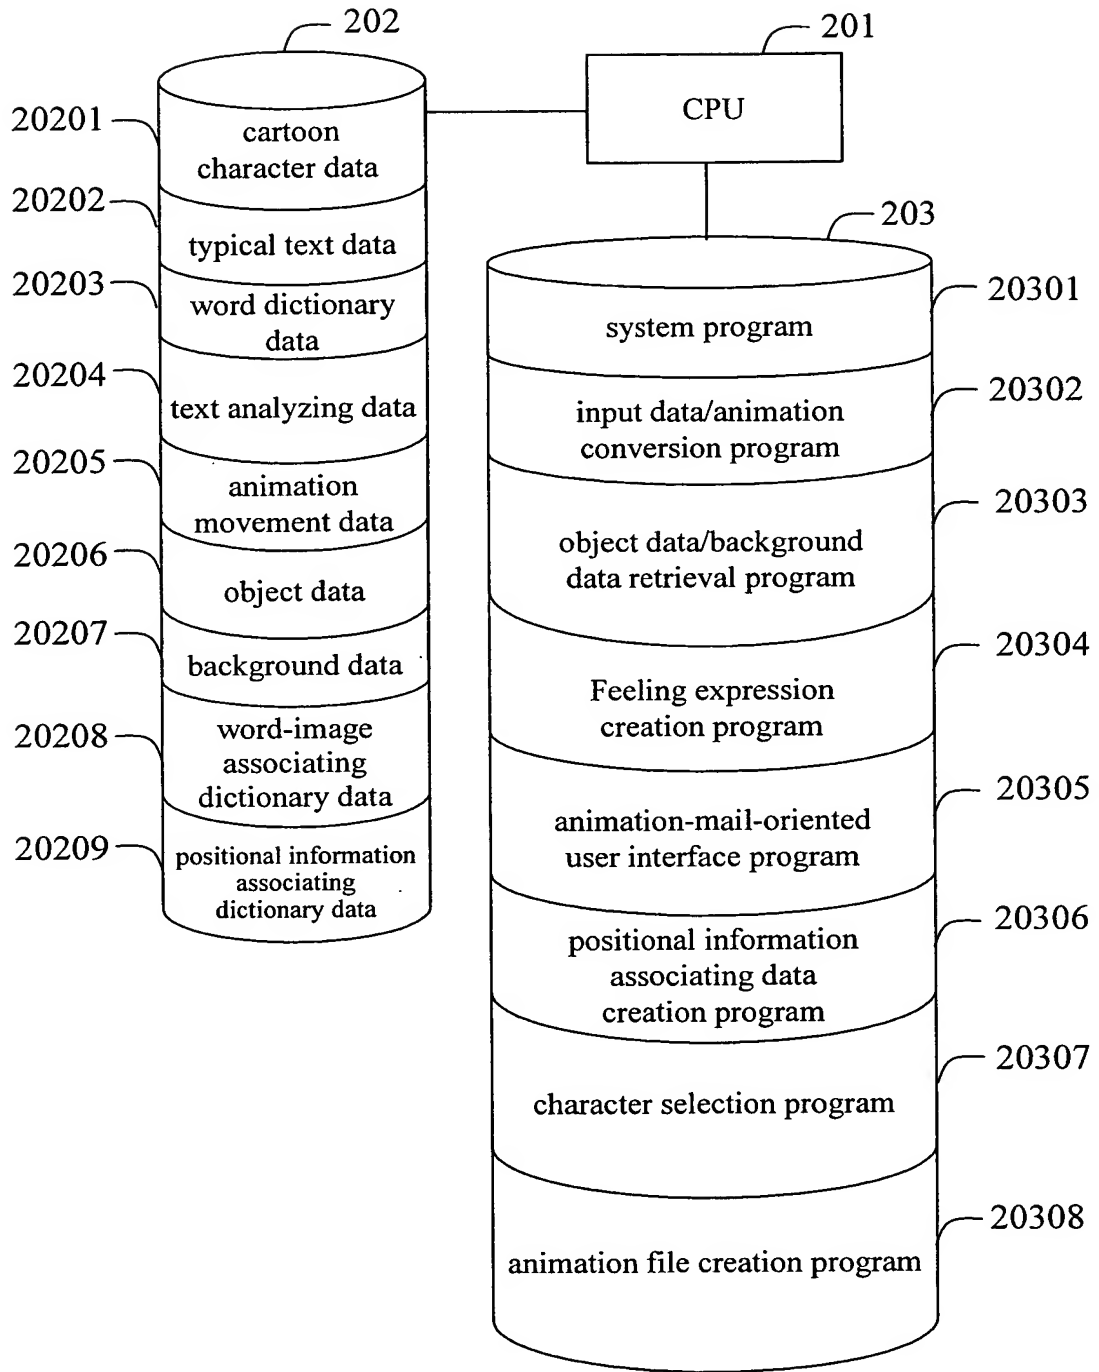 202
201
CPU
20201
cartoon
character data
20202
typical text data
20203
word dictionary
data
20204
text analyzing data
20205
animation
movement data
20206
object data
20207
background data
20208
word-image
associating
dictionary data
20209
positional information
associating
dictionary data
203
20301
system program
20302
input data/animation
conversion program
20303
object data/background
data retrieval program
20304
Feeling expression
creation program
20305
animation-mail-oriented
user interface program
20306
positional information
associating data
creation program
20307
character selection program
20308
animation file creation program